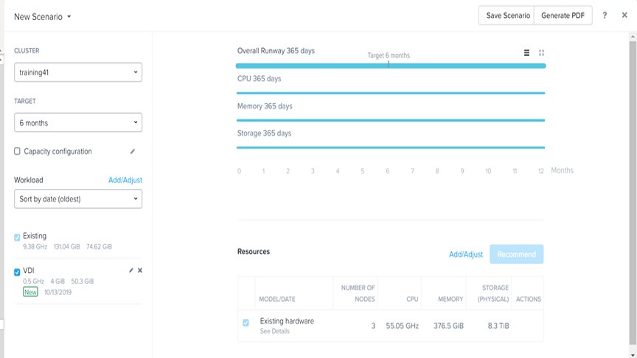 New Scenario
Save Scenario
Generate PDF
?
CLUSTER
training41
TARGET
6 months
Capacity configuration
Workload
Add/Adjust
Sort by date (oldest)
Existing
9.38 GHz 131.04 GiB 74.62 GiB
VDI
0.5 GHz 4 GiB 50.3 GiB
New 10/13/2019
Overall Runway 365 days
Target 6 months
CPU 365 days
Memory 365 days
Storage 365 days
0 1 2 3 4 5 6 7 8 9 10 11 12 Months
Resources
Add/Adjust
Recommend
MODEL/DATE
NUMBER OF
NODES
CPU
MEMORY
STORAGE
(PHYSICAL)
ACTIONS
Existing hardware
See Details
3 55.05 GHz 376.5 GiB 8.3 TiB